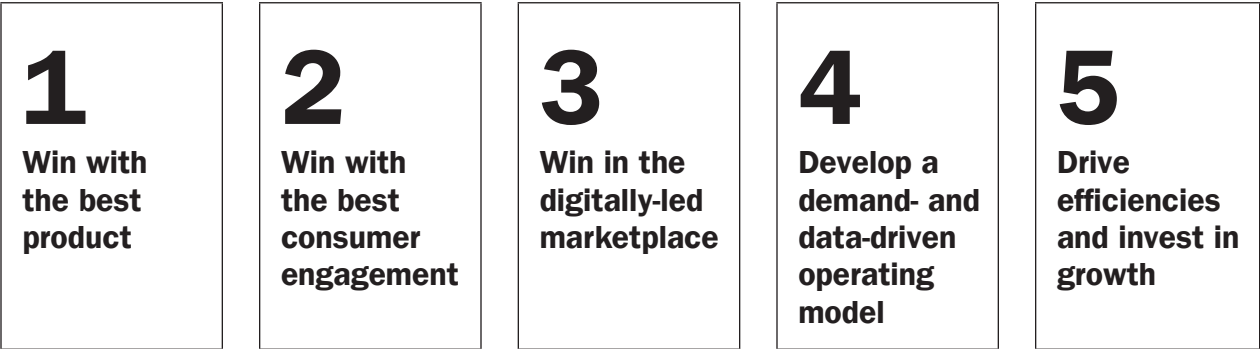 1
Win with
the best
product
2
Win with
the best
consumer
engagement
3
Win in the
digitally-led
marketplace
4
Develop a
demand- and
data-driven
operating
model
5
Drive
efficiencies
and invest in
growth